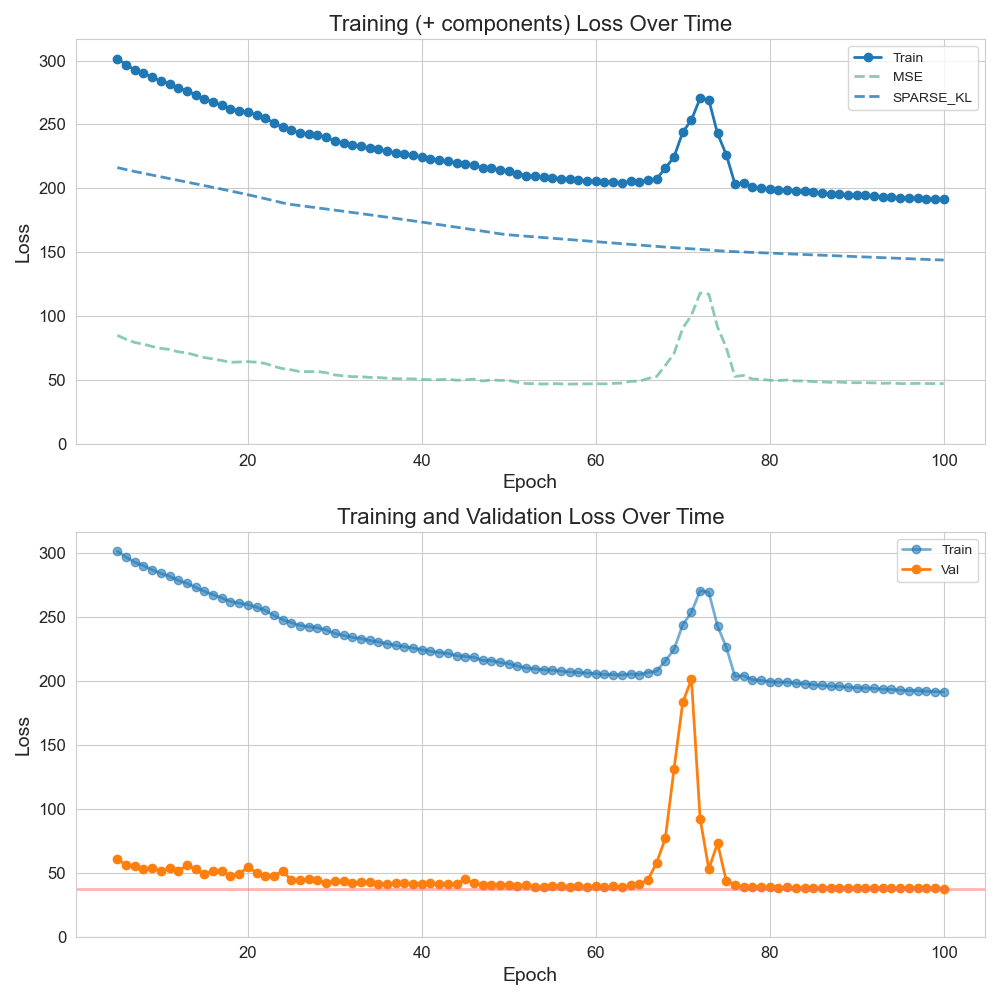 Training (+ components) Loss Over Time
Loss
300
250
200
150
100
50
0
Train
MSE
SPARSE_KL
20 40 60 80 100
Epoch
Training and Validation Loss Over Time
Loss
300
250
200
150
100
50
0
Train
Val
20 40 60 80 100
Epoch